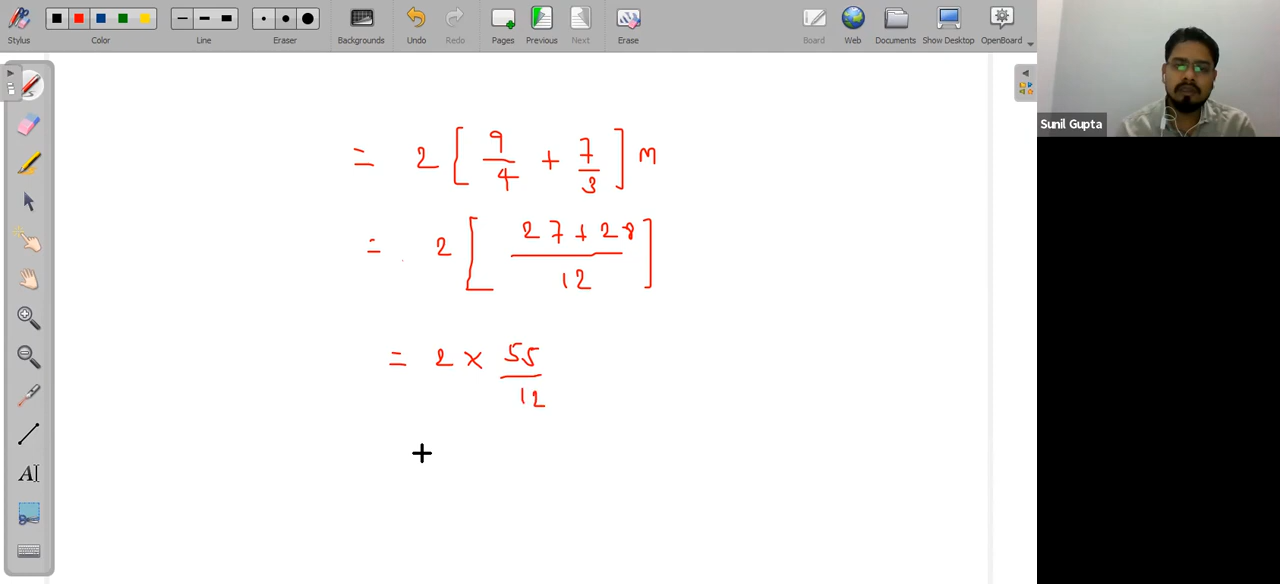 Stylus Color Line Eraser Backgrounds Undo Redo Pages Previous Next Erase Board Web Documents Show Desktop OpenBoard
Sunil Gupta
= 2 [ 9/4 + 7/3 ] m
= 2 [ 27 + 28 / 12 ]
= 2 × 55/12
AI